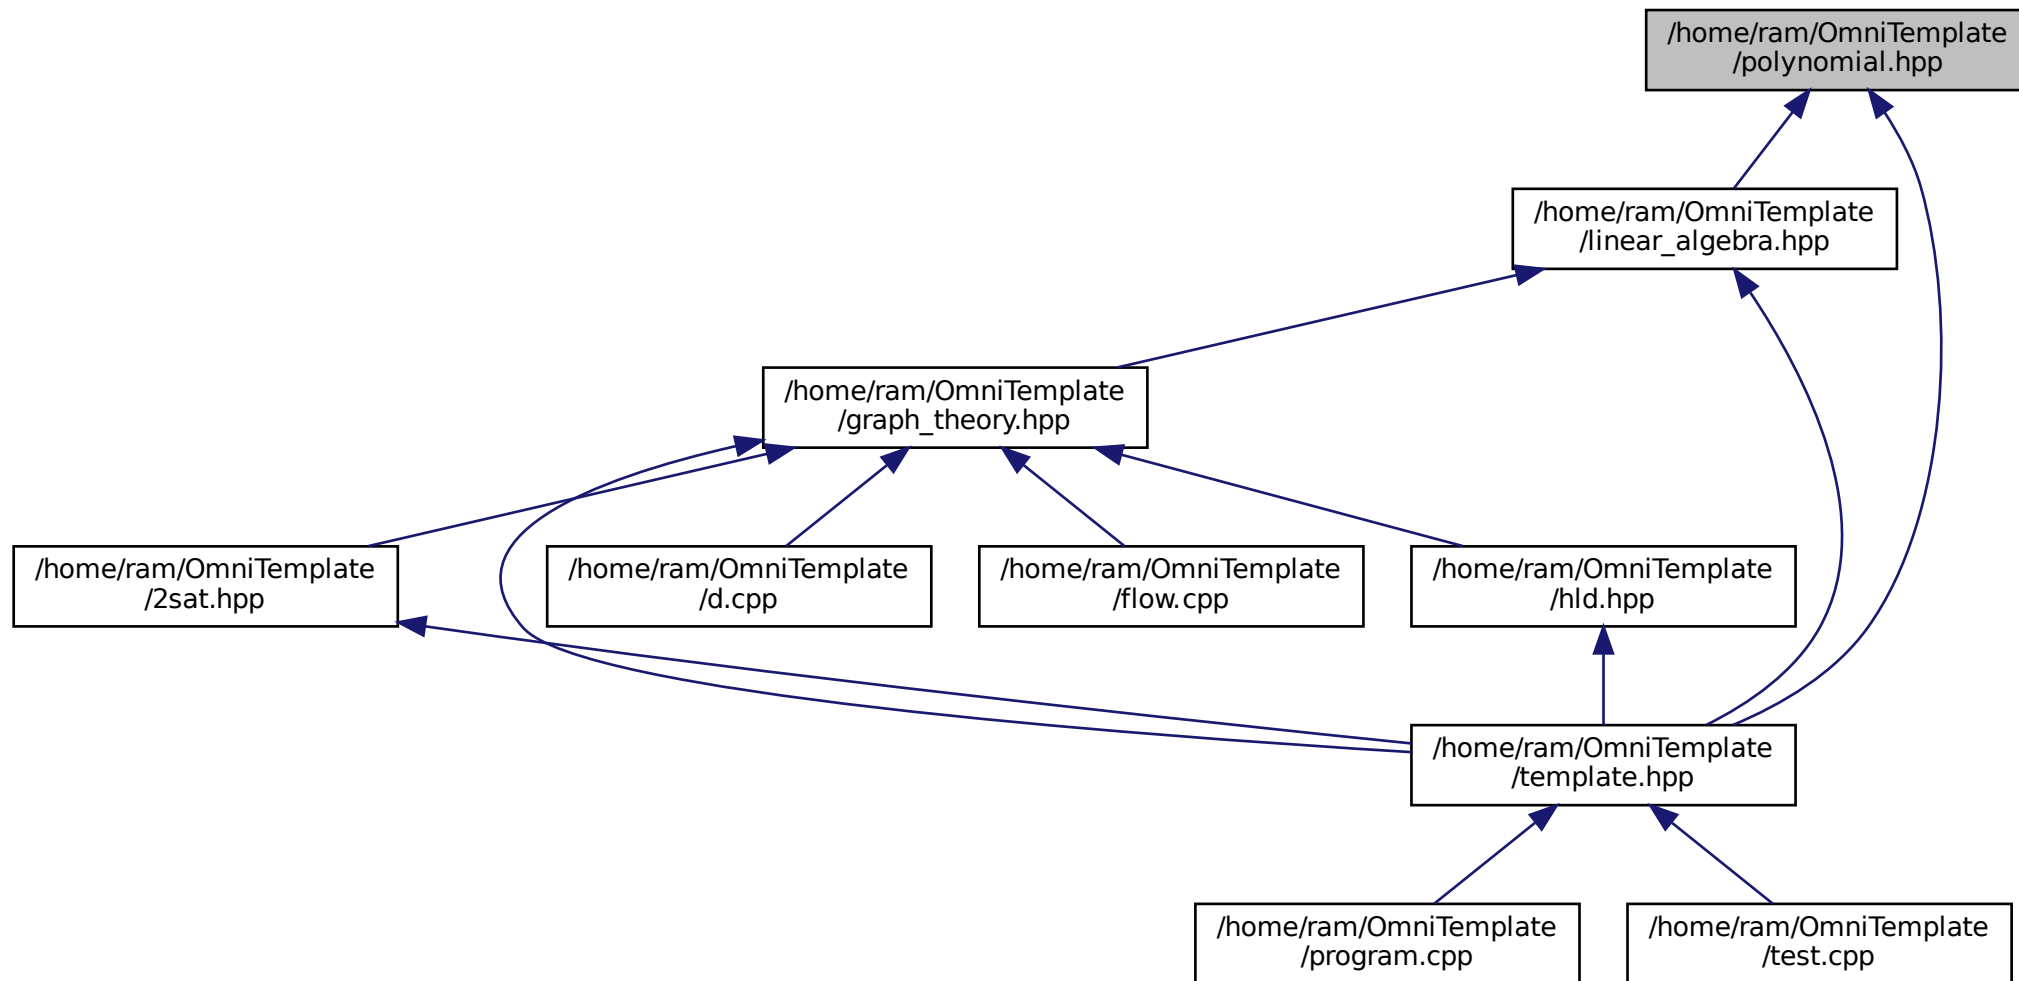 /home/ram/OmniTemplate
/polynomial.hpp
/home/ram/OmniTemplate
/linear_algebra.hpp
/home/ram/OmniTemplate
/graph_theory.hpp
/home/ram/OmniTemplate
/2sat.hpp
/home/ram/OmniTemplate
/d.cpp
/home/ram/OmniTemplate
/flow.cpp
/home/ram/OmniTemplate
/hld.hpp
/home/ram/OmniTemplate
/template.hpp
/home/ram/OmniTemplate
/program.cpp
/home/ram/OmniTemplate
/test.cpp